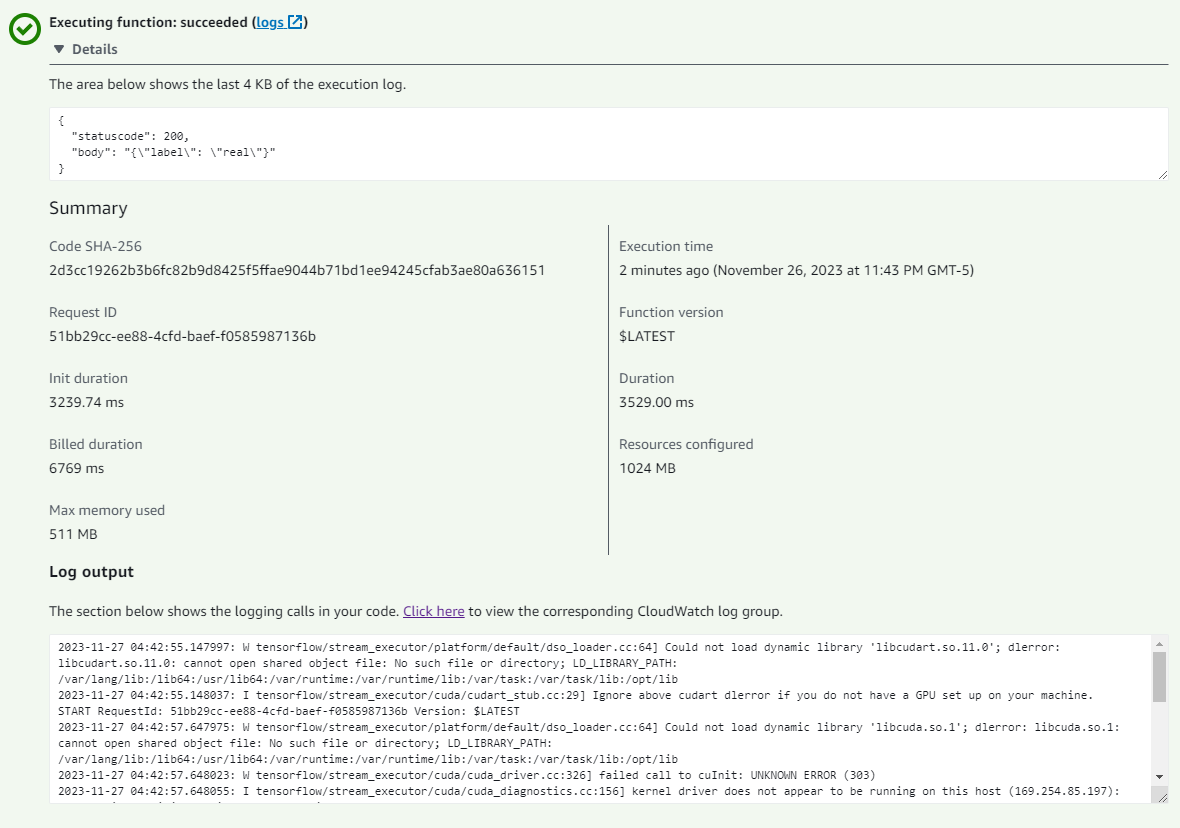 Executing function: succeeded (logs)
Details
The area below shows the last 4 KB of the execution log.
{
"statuscode": 200,
"body": "{\"label\": \"real\"}"
}
Summary
Code SHA-256
2d3cc19262b3b6fc82b9d8425f5ffae9044b71bd1ee94245cfab3ae80a636151
Execution time
2 minutes ago (November 26, 2023 at 11:43 PM GMT-5)
Request ID
51bb29cc-ee88-4cfd-baef-f0585987136b
Function version
$LATEST
Init duration
3239.74 ms
Duration
3529.00 ms
Billed duration
6769 ms
Resources configured
1024 MB
Max memory used
511 MB
Log output
The section below shows the logging calls in your code. Click here to view the corresponding CloudWatch log group.
2023-11-27 04:42:55.147997: W tensorflow/stream_executor/platform/default/dso_loader.cc:64] Could not load dynamic library 'libcudart.so.11.0'; dlerror:
libcudart.so.11.0: cannot open shared object file: No such file or directory; LD_LIBRARY_PATH:
/var/lang/lib:/lib64:/usr/lib64:/var/runtime:/var/runtime/lib:/var/task:/var/task/lib:/opt/lib
2023-11-27 04:42:55.148037: I tensorflow/stream_executor/cuda/cudart_stub.cc:29] Ignore above cudart dlerror if you do not have a GPU set up on your machine.
START RequestId: 51bb29cc-ee88-4cfd-baef-f0585987136b Version: $LATEST
2023-11-27 04:42:57.647975: W tensorflow/stream_executor/platform/default/dso_loader.cc:64] Could not load dynamic library 'libcuda.so.1'; dlerror: libcuda.so.1:
cannot open shared object file: No such file or directory; LD_LIBRARY_PATH:
/var/lang/lib:/lib64:/usr/lib64:/var/runtime:/var/runtime/lib:/var/task:/var/task/lib:/opt/lib
2023-11-27 04:42:57.648023: W tensorflow/stream_executor/cuda/cuda_driver.cc:326] failed call to cuInit: UNKNOWN ERROR (303)
2023-11-27 04:42:57.648055: I tensorflow/stream_executor/cuda/cuda_diagnostics.cc:156] kernel driver does not appear to be running on this host (169.254.85.197):